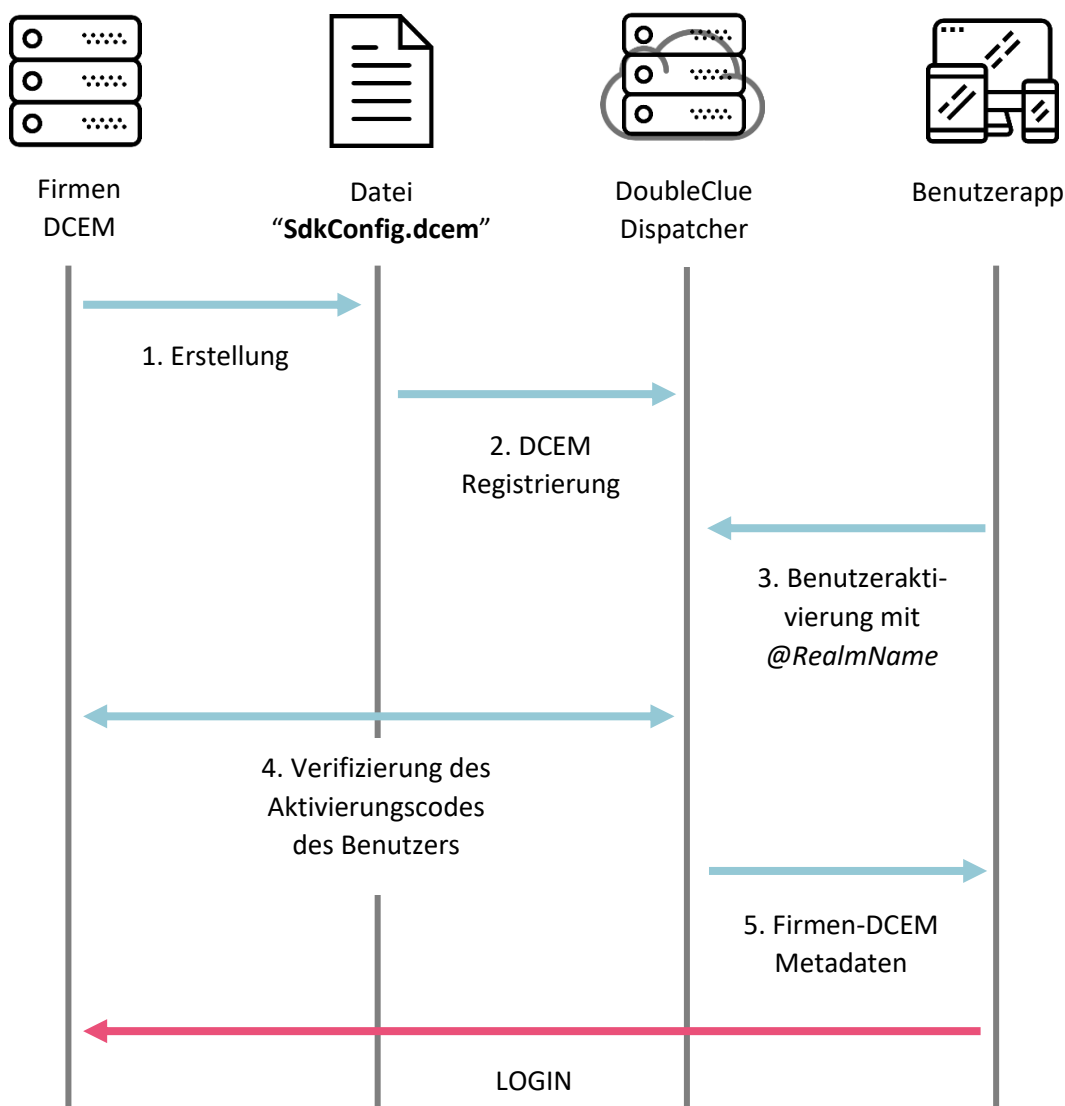 Firmen
DCEM
Datei
“SdkConfig.dcem”
DoubleClue
Dispatcher
Benutzerapp
1. Erstellung
2. DCEM
Registrierung
3. Benutzerakti-
vierung mit
@RealmName
4. Verifizierung des
Aktivierungscodes
des Benutzers
5. Firmen-DCEM
Metadaten
LOGIN